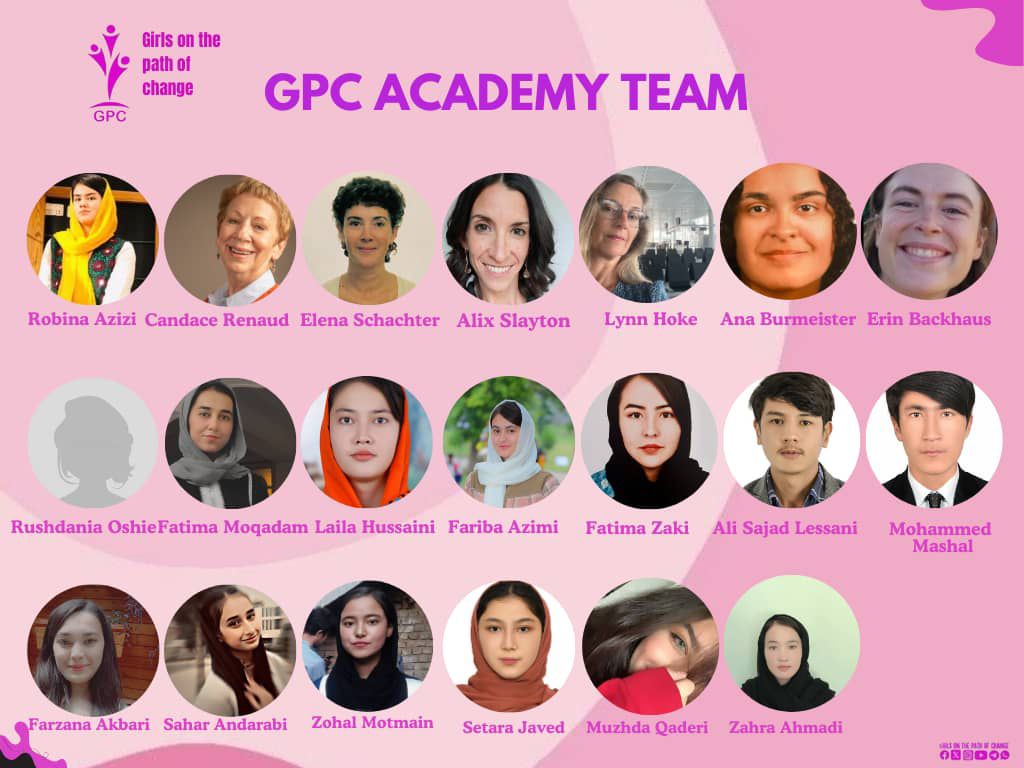 Girls on the
path of
change
GPC
GPC ACADEMY TEAM
Robina Azizi Candace Renaud Elena Schachter Alix Slayton Lynn Hoke Ana Burmeister Erin Backhaus
Rushdania Oshie Fatima Moqadam Laila Hussaini Fariba Azimi Fatima Zaki Ali Sajad Lessani Mohammed
Mashal
Farzana Akbari Sahar Andarabi Zohal Motmain Setara Javed Muzhda Qaderi Zahra Ahmadi
GIRLS ON THE PATH OF CHANGE